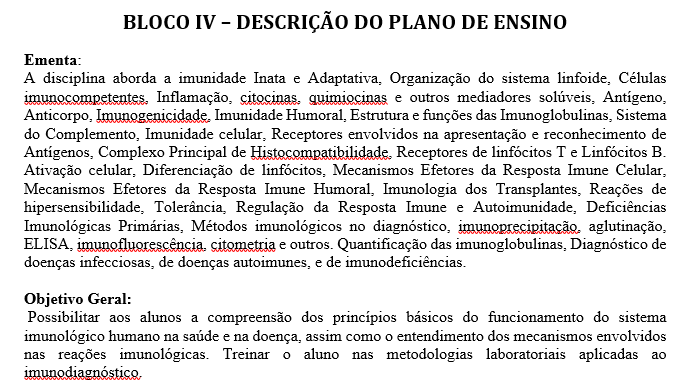 BLOCO IV – DESCRIÇÃO DO PLANO DE ENSINO
Ementa:
A disciplina aborda a imunidade Inata e Adaptativa, Organização do sistema linfoide, Células
imunocompetentes, Inflamação, citocinas, quimiocinas e outros mediadores solúveis, Antígeno,
Anticorpo, Imunogenicidade, Imunidade Humoral, Estrutura e funções das Imunoglobulinas, Sistema
do Complemento, Imunidade celular, Receptores envolvidos na apresentação e reconhecimento de
Antígenos, Complexo Principal de Histocompatibilidade, Receptores de linfócitos T e Linfócitos B.
Ativação celular, Diferenciação de linfócitos, Mecanismos Efetores da Resposta Imune Celular,
Mecanismos Efetores da Resposta Imune Humoral, Imunologia dos Transplantes, Reações de
hipersensibilidade, Tolerância, Regulação da Resposta Imune e Autoimunidade, Deficiências
Imunológicas Primárias, Métodos imunológicos no diagnóstico, imunoprecipitação, aglutinação,
ELISA, imunofluorescência, citometria e outros. Quantificação das imunoglobulinas, Diagnóstico de
doenças infecciosas, de doenças autoimunes, e de imunodeficiências.
Objetivo Geral:
Possibilitar aos alunos a compreensão dos princípios básicos do funcionamento do sistema
imunológico humano na saúde e na doença, assim como o entendimento dos mecanismos envolvidos
nas reações imunológicas. Treinar o aluno nas metodologias laboratoriais aplicadas ao
imunodiagnóstico.